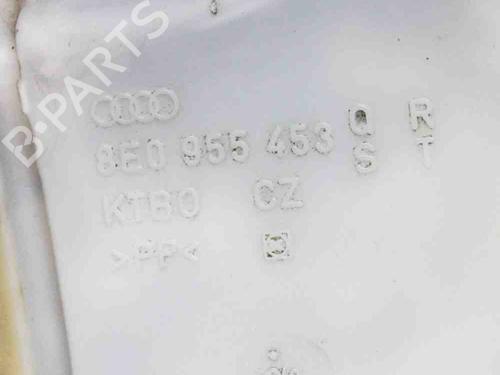 B-PARTS
8E0 955 453 Q R
S T
KTBO CZ
>PP<